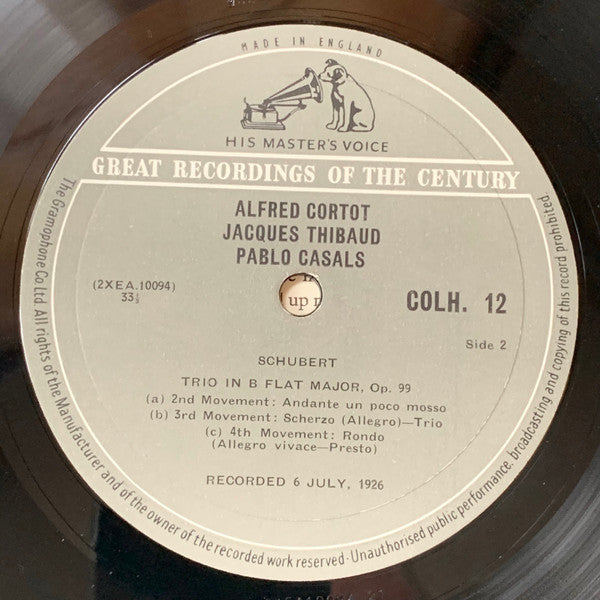 MADE IN ENGLAND
HIS MASTER'S VOICE
GREAT RECORDINGS OF THE CENTURY
ALFRED CORTOT
JACQUES THIBAUD
PABLO CASALS
(2XEA.10094)
33⅓
up
COLH. 12
Side 2
SCHUBERT
TRIO IN B FLAT MAJOR, Op. 99
(a) 2nd Movement: Andante un poco mosso
(b) 3rd Movement: Scherzo (Allegro)—Trio
(c) 4th Movement: Rondo
(Allegro vivace—Presto)
RECORDED 6 JULY, 1926
The Gramophone Co. Ltd. All rights of the Manufacturer and of the owner of the recorded work reserved · Unauthorised public performance, broadcasting and copying of this record prohibited.